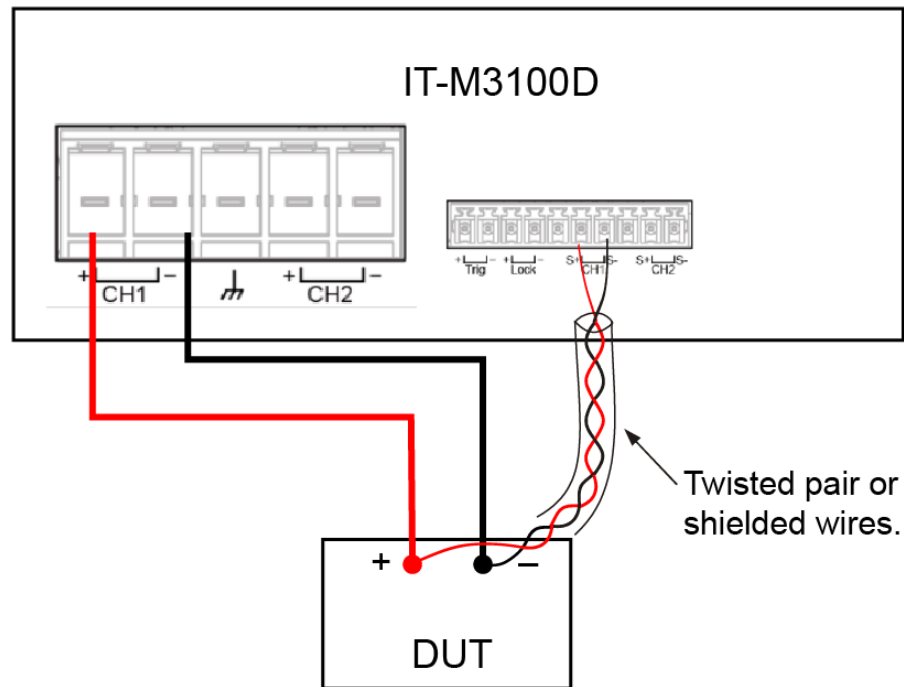 IT-M3100D
+ - + -
CH1 CH2
+ - + - S+ S- S+ S-
Trig Lock CH1 CH2
Twisted pair or
shielded wires.
+ −
DUT